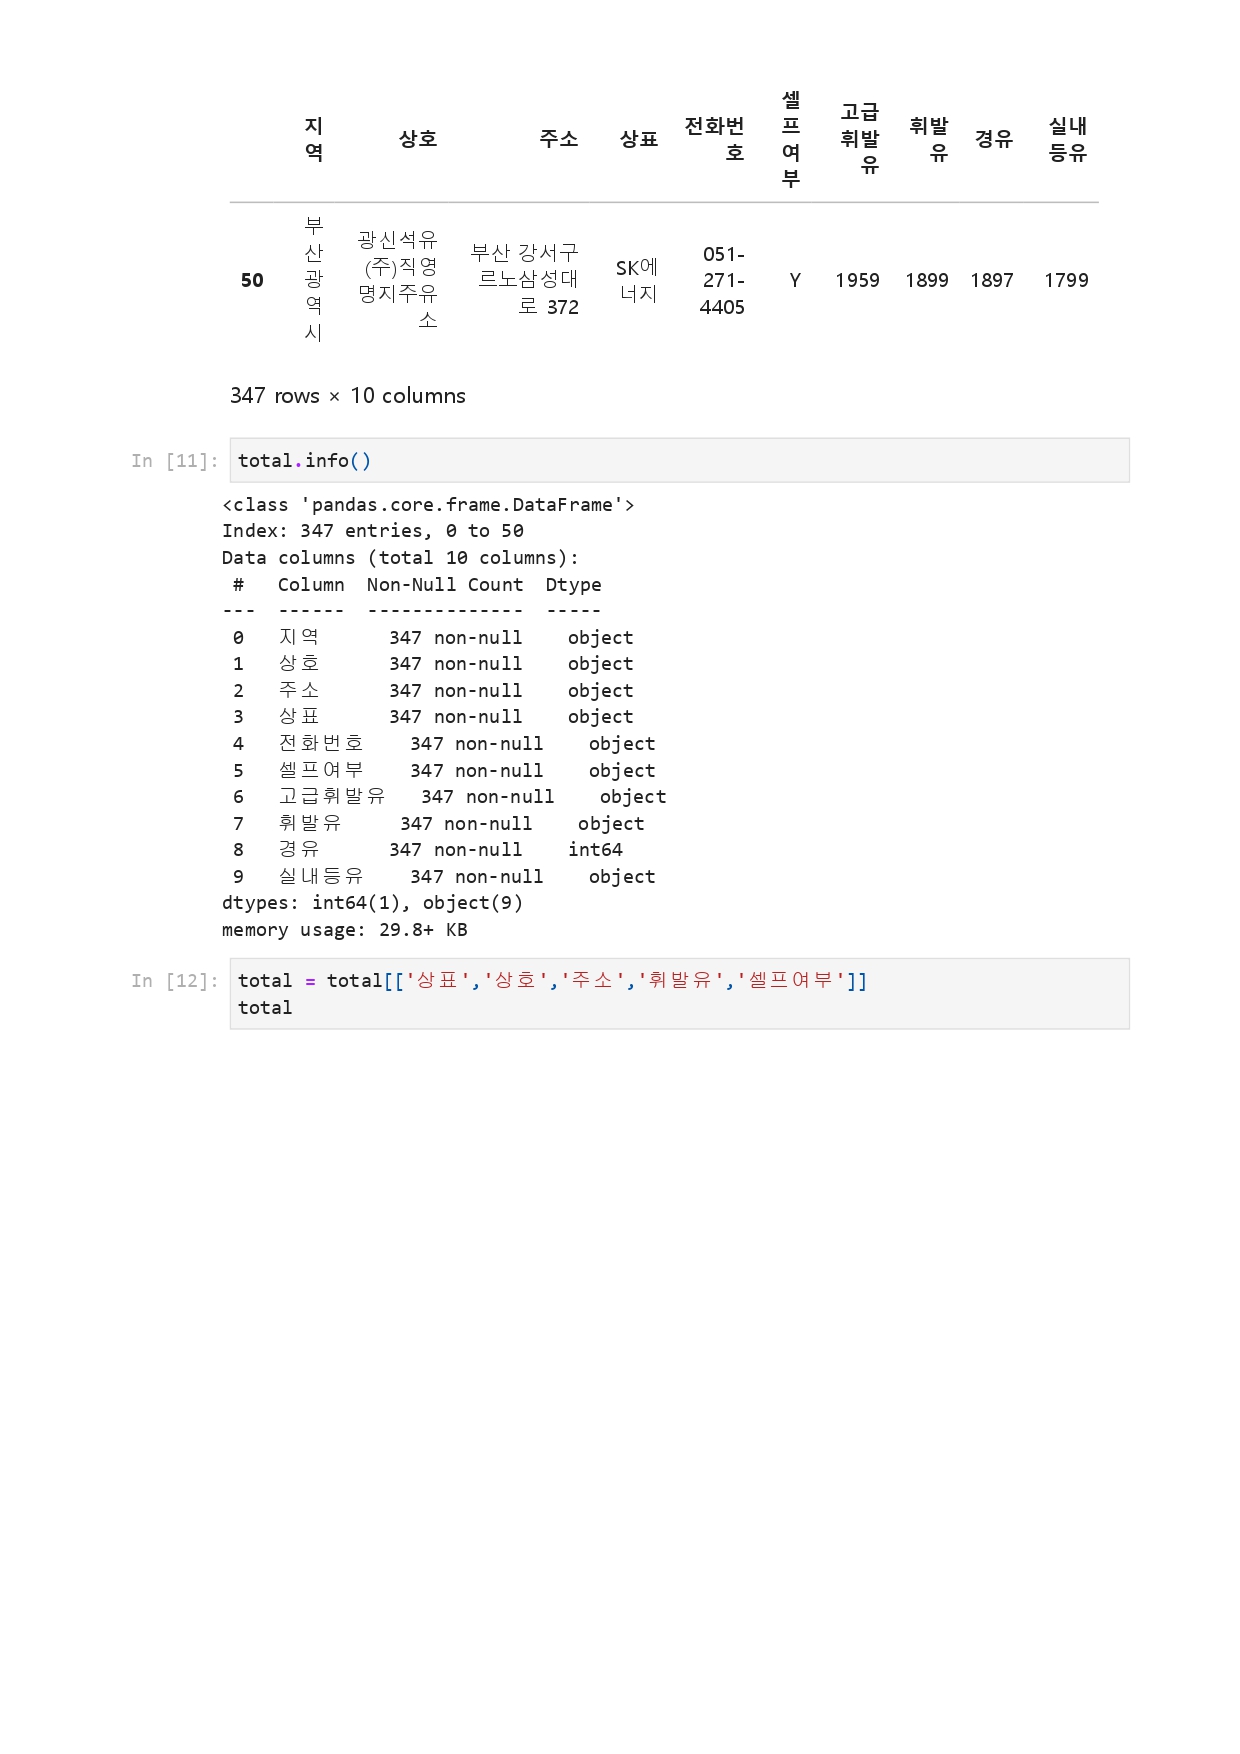 지역 상호 주소 상표 전화번호 셀프여부 고급휘발유 휘발유 경유 실내등유
50 부산광역시 광신석유(주)직영명지주유소 부산 강서구 르노삼성대로 372 SK에너지 051-271-4405 Y 1959 1899 1897 1799
347 rows × 10 columns
In [11]: total.info()
<class 'pandas.core.frame.DataFrame'>
Index: 347 entries, 0 to 50
Data columns (total 10 columns):
 #   Column  Non-Null Count  Dtype
---  ------  --------------  -----
 0   지역      347 non-null    object
 1   상호      347 non-null    object
 2   주소      347 non-null    object
 3   상표      347 non-null    object
 4   전화번호    347 non-null    object
 5   셀프여부    347 non-null    object
 6   고급휘발유   347 non-null    object
 7   휘발유     347 non-null    object
 8   경유      347 non-null    int64
 9   실내등유    347 non-null    object
dtypes: int64(1), object(9)
memory usage: 29.8+ KB
In [12]: total = total[['상표','상호','주소','휘발유','셀프여부']]
total